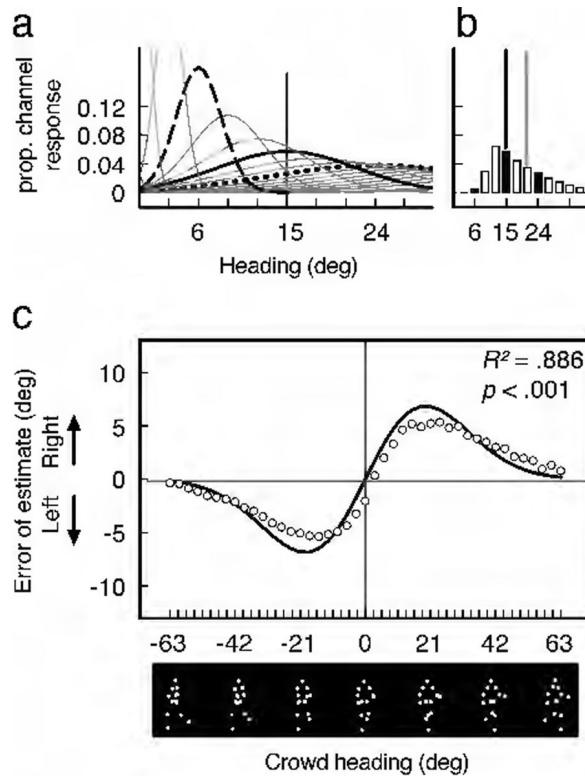 a
b
prop. channel
response
0.12
0.08
0.04
0
6 15 24
Heading (deg)
6 15 24
c
R² = .886
p < .001
Error of estimate (deg)
Left Right
10
5
0
-5
-10
-63 -42 -21 0 21 42 63
Crowd heading (deg)